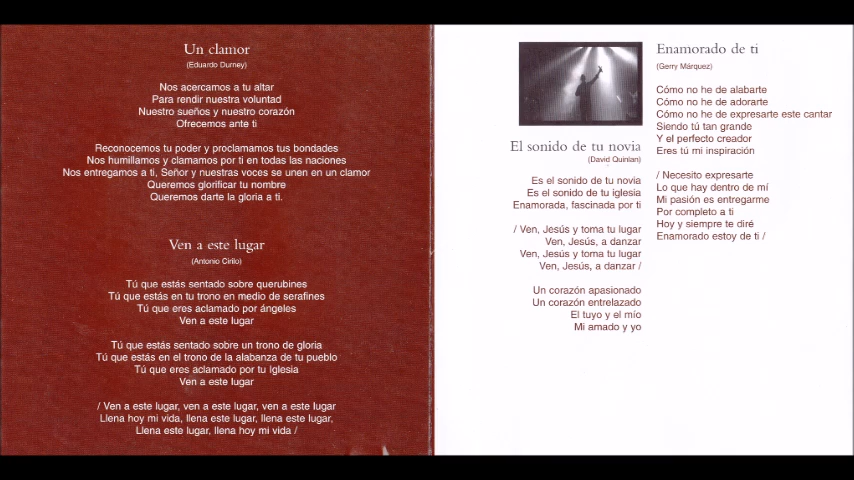 Un clamor
(Eduardo Durney)
Nos acercamos a tu altar
Para rendir nuestra voluntad
Nuestro sueños y nuestro corazón
Ofrecemos ante ti
Reconocemos tu poder y proclamamos tus bondades
Nos humillamos y clamamos por ti en todas las naciones
Nos entregamos a ti, Señor y nuestras voces se unen en un clamor
Queremos glorificar tu nombre
Queremos darte la gloria a ti.
Ven a este lugar
(Antonio Cirilo)
Tú que estás sentado sobre querubines
Tú que estás en tu trono en medio de serafines
Tú que eres aclamado por ángeles
Ven a este lugar
Tú que estás sentado sobre un trono de gloria
Tú que estás en el trono de la alabanza de tu pueblo
Tú que eres aclamado por tu Iglesia
Ven a este lugar
/ Ven a este lugar, ven a este lugar, ven a este lugar
Llena hoy mi vida, llena este lugar, llena este lugar,
Llena este lugar, llena hoy mi vida /
El sonido de tu novia
(David Quinlan)
Es el sonido de tu novia
Es el sonido de tu iglesia
Enamorada, fascinada por ti
/ Ven, Jesús y toma tu lugar
Ven, Jesús, a danzar
Ven, Jesús y toma tu lugar
Ven, Jesús, a danzar /
Un corazón apasionado
Un corazón entrelazado
El tuyo y el mío
Mi amado y yo
Enamorado de ti
(Gerry Márquez)
Cómo no he de alabarte
Cómo no he de adorarte
Cómo no he de expresarte este cantar
Siendo tú tan grande
Y el perfecto creador
Eres tú mi inspiración
/ Necesito expresarte
Lo que hay dentro de mí
Mi pasión es entregarme
Por completo a ti
Hoy y siempre te diré
Enamorado estoy de ti /